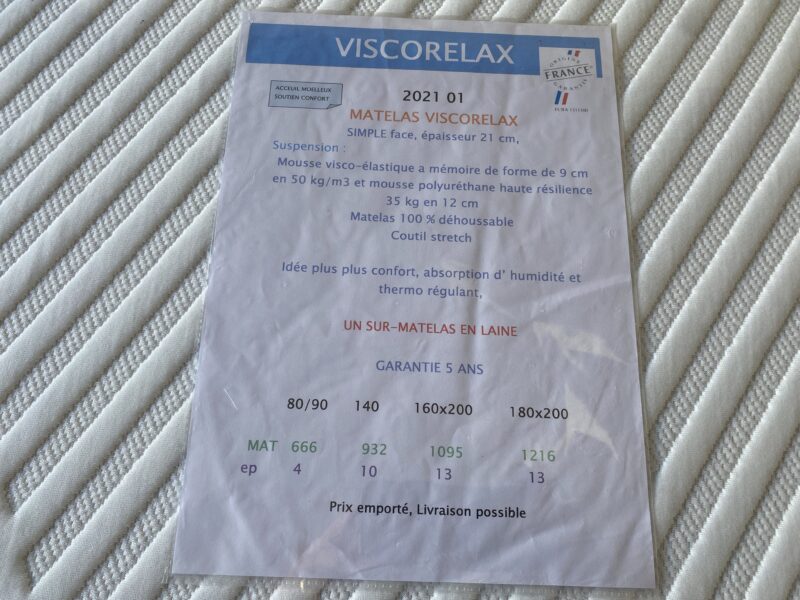 VISCORELAX
ORIGINE
FRANCE
GARANTIE
ACCEUIL MOELLEUX
SOUTIEN CONFORT
2021 01
MATELAS VISCORELAX
SIMPLE face, épaisseur 21 cm,
Suspension :
Mousse visco-élastique a mémoire de forme de 9 cm
en 50 kg/m3 et mousse polyuréthane haute résilience
35 kg en 12 cm
Matelas 100 % déhoussable
Coutil stretch
Idée plus plus confort, absorption d' humidité et
thermo régulant,
UN SUR-MATELAS EN LAINE
GARANTIE 5 ANS
80/90 140 160x200 180x200
MAT 666 932 1095 1216
ep 4 10 13 13
Prix emporté, Livraison possible